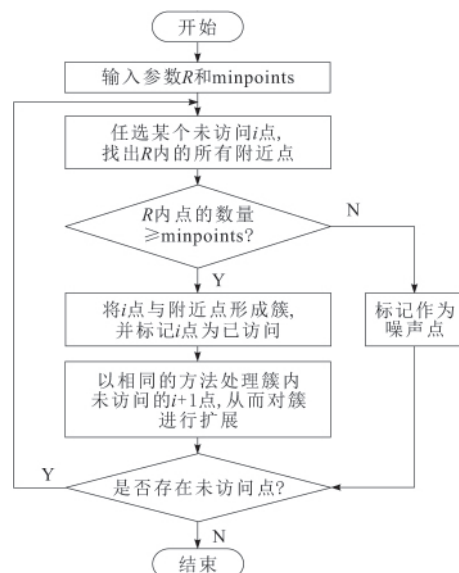 开始
输入参数R和minpoints
任选某个未访问i点,
找出R内的所有附近点
R内点的数量
≥minpoints?
N
Y
将i点与附近点形成簇,
并标记i点为已访问
标记作为
噪声点
以相同的方法处理簇内
未访问的i+1点,从而对簇
进行扩展
Y
是否存在未访问点?
N
结束